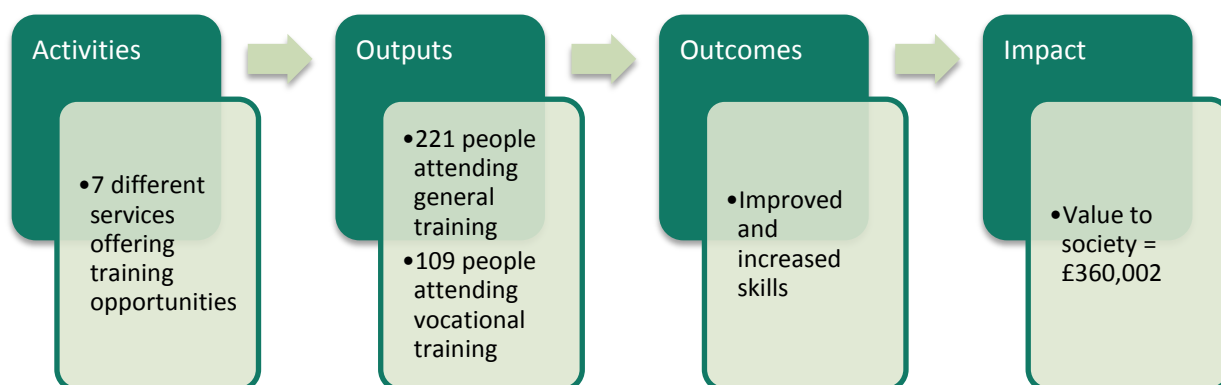 Activities
•7 different
services
offering
training
opportunities
Outputs
•221 people
attending
general
training
•109 people
attending
vocational
training
Outcomes
•Improved
and
increased
skills
Impact
•Value to
society =
£360,002